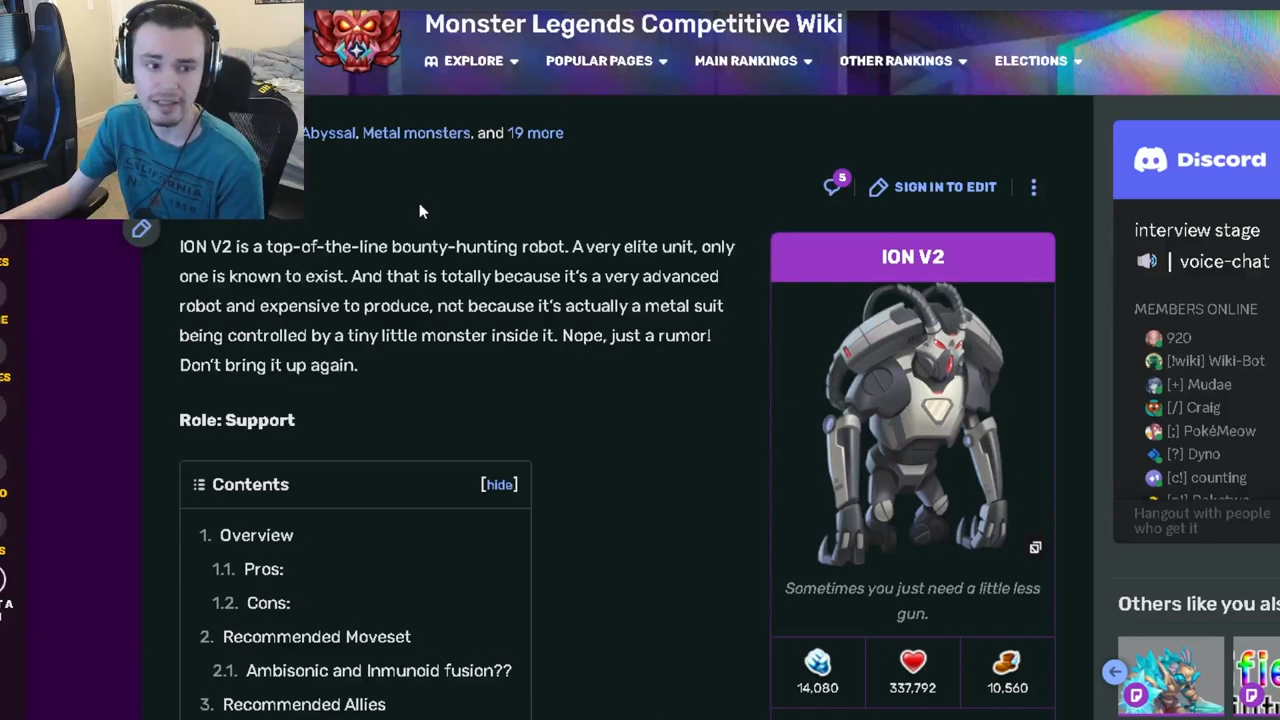 Monster Legends Competitive Wiki
EXPLORE POPULAR PAGES MAIN RANKINGS OTHER RANKINGS ELECTIONS
Abyssal, Metal monsters, and 19 more
5 SIGN IN TO EDIT
ION V2 is a top-of-the-line bounty-hunting robot. A very elite unit, only
one is known to exist. And that is totally because it's a very advanced
robot and expensive to produce, not because it's actually a metal suit
being controlled by a tiny little monster inside it. Nope, just a rumor!
Don't bring it up again.
Role: Support
Contents [hide]
1. Overview
1.1. Pros:
1.2. Cons:
2. Recommended Moveset
2.1. Ambisonic and Inmunoid fusion??
3. Recommended Allies
ION V2
Sometimes you just need a little less
gun.
14,080 337,792 10,560
Discord
interview stage
| voice-chat
MEMBERS ONLINE
920
[!wiki] Wiki-Bot
[+] Mudae
[/] Craig
[;] PokéMeow
[?] Dyno
[c!] counting
Hangout with people
who get it
Others like you als
CALIFORNIA